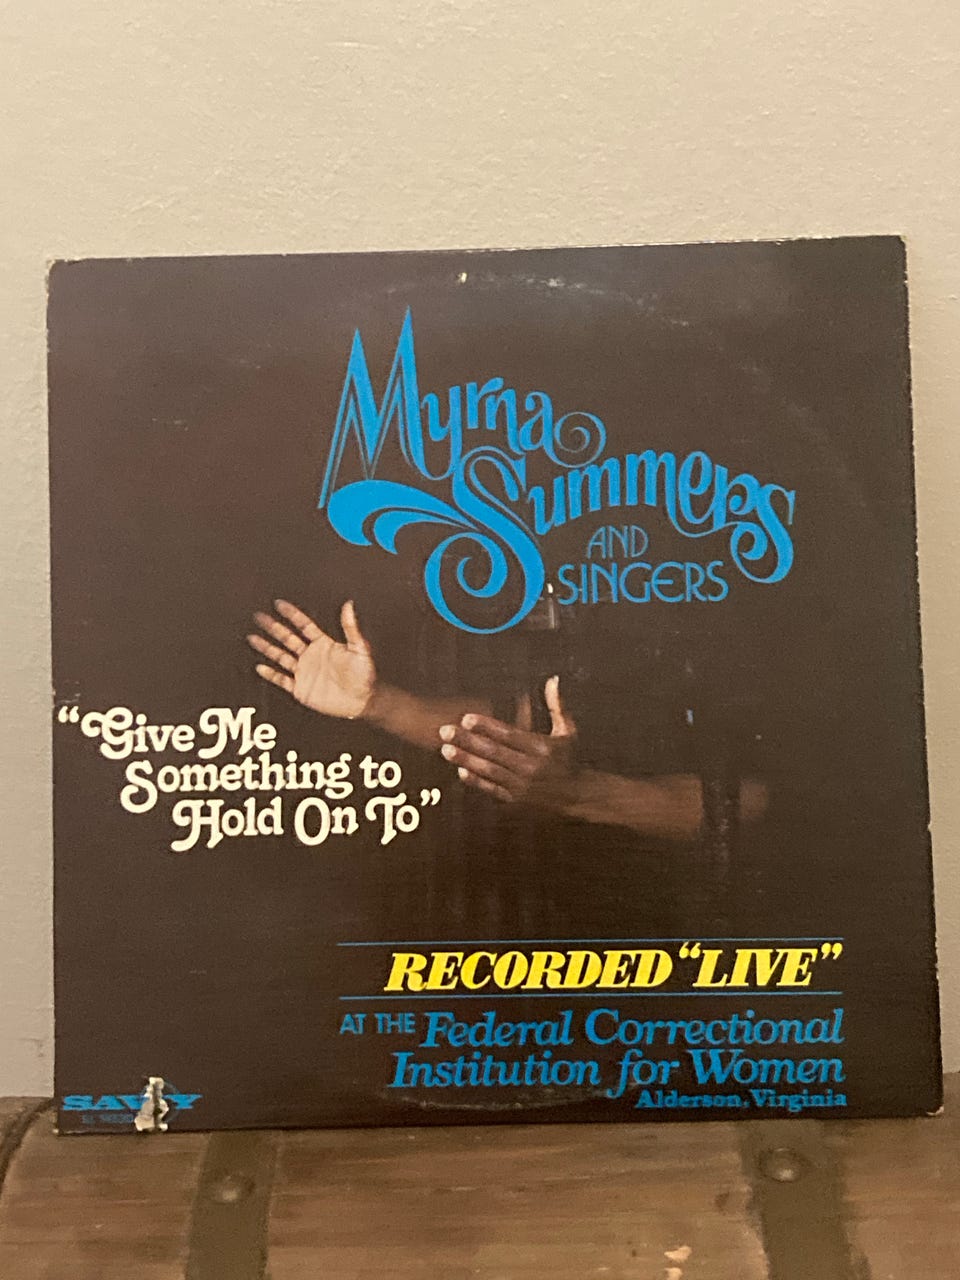 Myrna
Summers
AND
SINGERS
“Give Me
Something to
Hold On To”
RECORDED “LIVE”
AT THE Federal Correctional
Institution for Women
Alderson, Virginia